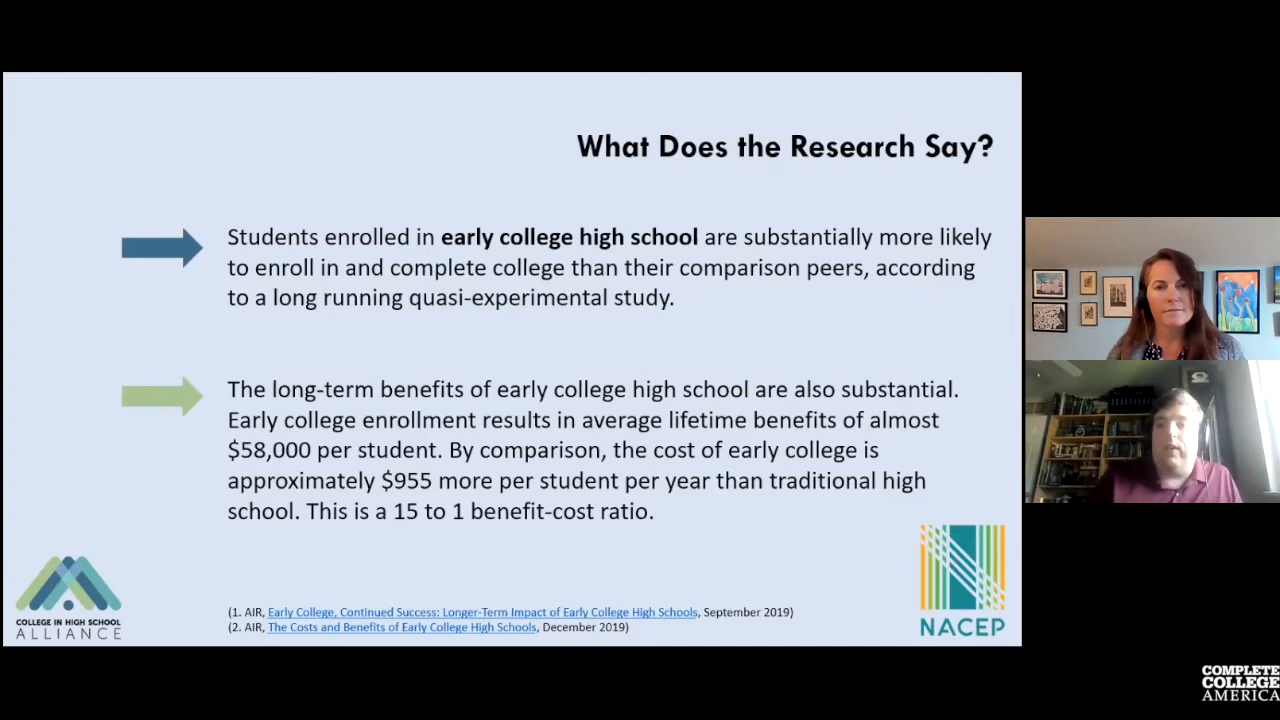 What Does the Research Say?
Students enrolled in early college high school are substantially more likely
to enroll in and complete college than their comparison peers, according
to a long running quasi-experimental study.
The long-term benefits of early college high school are also substantial.
Early college enrollment results in average lifetime benefits of almost
$58,000 per student. By comparison, the cost of early college is
approximately $955 more per student per year than traditional high
school. This is a 15 to 1 benefit-cost ratio.
COLLEGE IN HIGH SCHOOL
ALLIANCE
(1. AIR, Early College, Continued Success: Longer-Term Impact of Early College High Schools, September 2019)
(2. AIR, The Costs and Benefits of Early College High Schools, December 2019)
NACEP
COMPLETE
COLLEGE
AMERICA